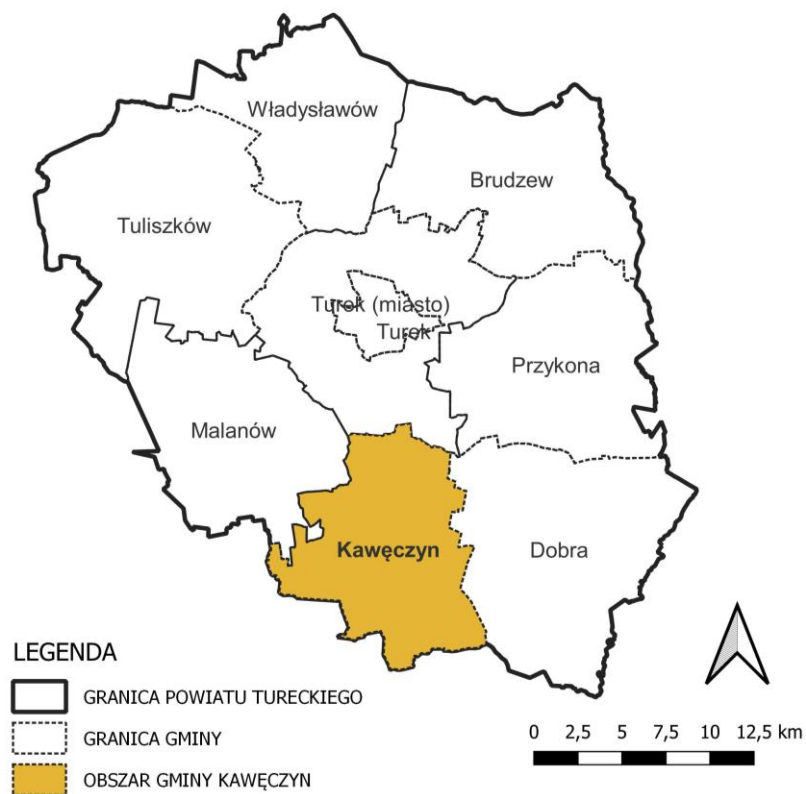 Władysławów
Brudzew
Tuliszków
Turek (miasto)
Turek
Przykona
Malanów
Kawęczyn
Dobra
LEGENDA
GRANICA POWIATU TURECKIEGO
GRANICA GMINY
OBSZAR GMINY KAWĘCZYN
0 2,5 5 7,5 10 12,5 km